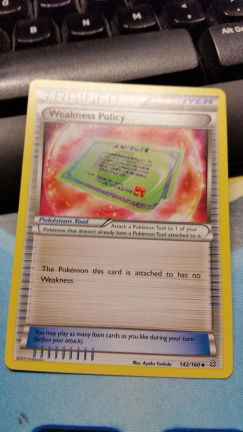 B N M
Alt Gr
TRAINER ITEM
Weakness Policy
Pokémon Tool
Attach a Pokémon Tool to 1 of your
Pokémon that doesn't already have a Pokémon Tool attached to it.
The Pokémon this card is attached to has no
Weakness.
You may play as many Item cards as you like during your turn
(before your attack).
Illus. Ayaka Yoshida
142/160